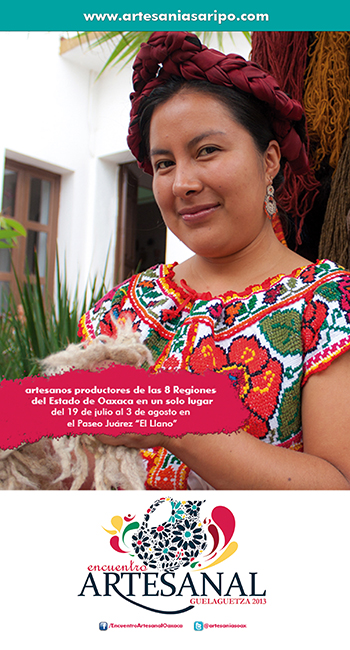 www.artesaniasaripo.com
artesanos productores de las 8 Regiones
del Estado de Oaxaca en un solo lugar
del 19 de julio al 3 de agosto en
el Paseo Juárez "El Llano"
encuentro
ARTESANAL
GUELAGUETZA 2013
/EncuentroArtesanalOaxaca @artesaniasoax